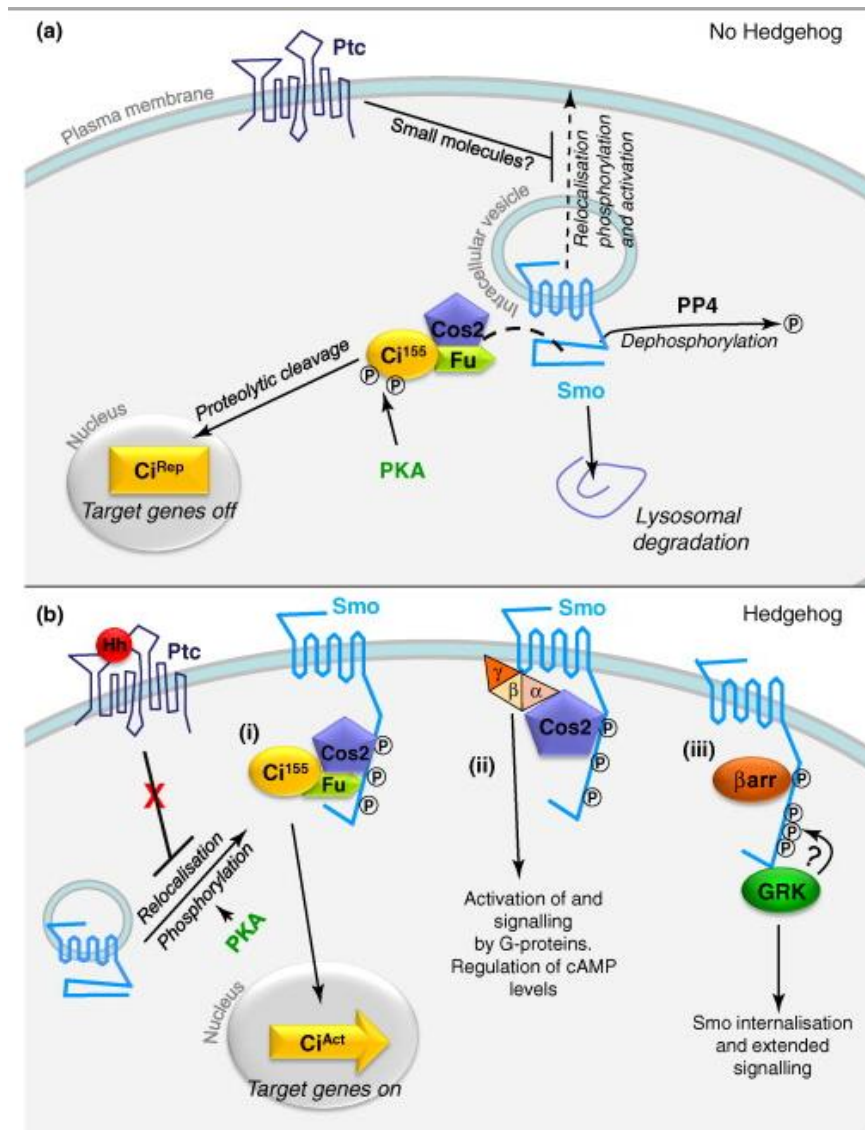 (a)
No Hedgehog
Ptc
Plasma membrane
Small molecules?
Relocalisation
phosphorylation
and activation
Intracellular vesicle
PP4
P
Dephosphorylation
Cos2
Ci155
Fu
P
P
Smo
Proteolytic cleavage
Nucleus
CiRep
Target genes off
PKA
Lysosomal
degradation
(b)
Hedgehog
Hh
Ptc
Smo
Smo
(i)
Cos2
P
Ci155
Fu
P
P
X
Relocalisation
Phosphorylation
PKA
Nucleus
CiAct
Target genes on
γ
β
α
Cos2
P
(ii)
P
P
Activation of and
signalling
by G-proteins.
Regulation of cAMP
levels
(iii)
βarr
P
P
P
P
?
GRK
Smo internalisation
and extended
signalling